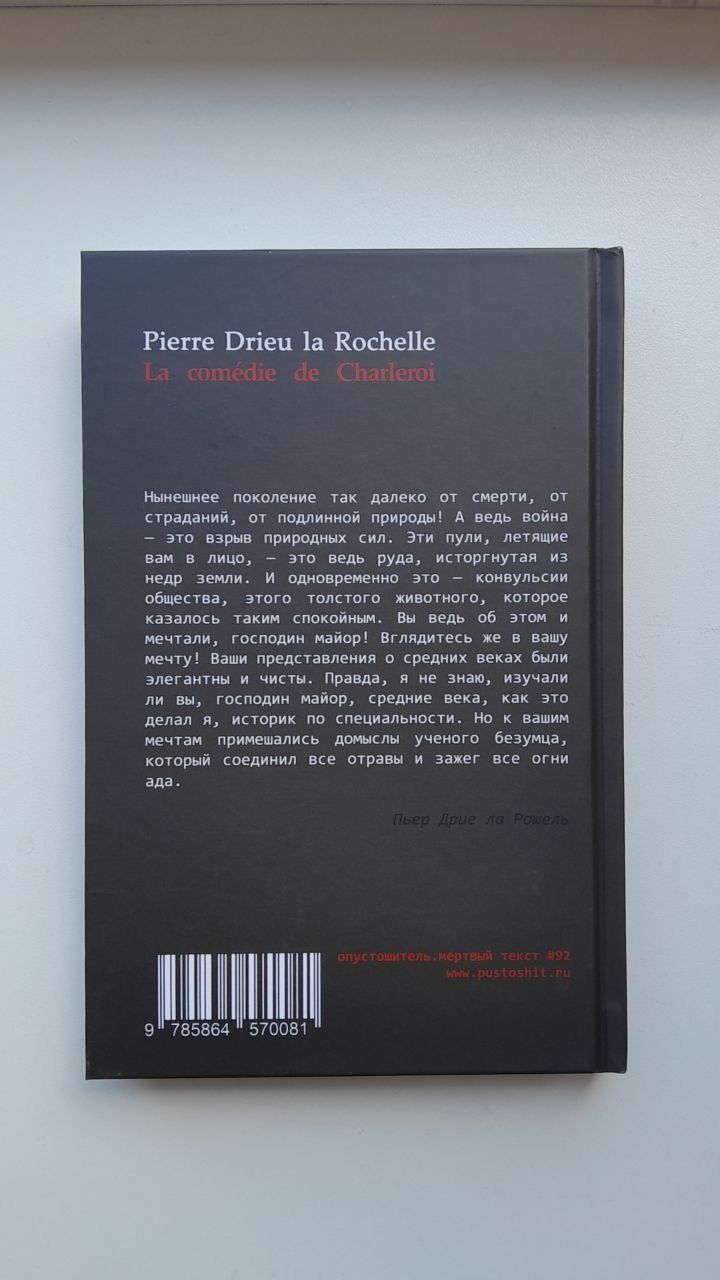 Pierre Drieu la Rochelle
La comédie de Charleroi
Нынешнее поколение так далеко от смерти, от
страданий, от подлинной природы! А ведь война
— это взрыв природных сил. Эти пули, летящие
вам в лицо, — это ведь руда, исторгнутая из
недр земли. И одновременно это — конвульсии
общества, этого толстого животного, которое
казалось таким спокойным. Вы ведь об этом и
мечтали, господин майор! Вглядитесь же в вашу
мечту! Ваши представления о средних веках были
элегантны и чисты. Правда, я не знаю, изучали
ли вы, господин майор, средние века, как это
делал я, историк по специальности. Но к вашим
мечтам примешались домыслы ученого безумца,
который соединил все отравы и зажег все огни
ада.
Пьер Дрие ла Рошель
опустошитель.мертвый текст #92
www.pustoshit.ru
9 785864 570081